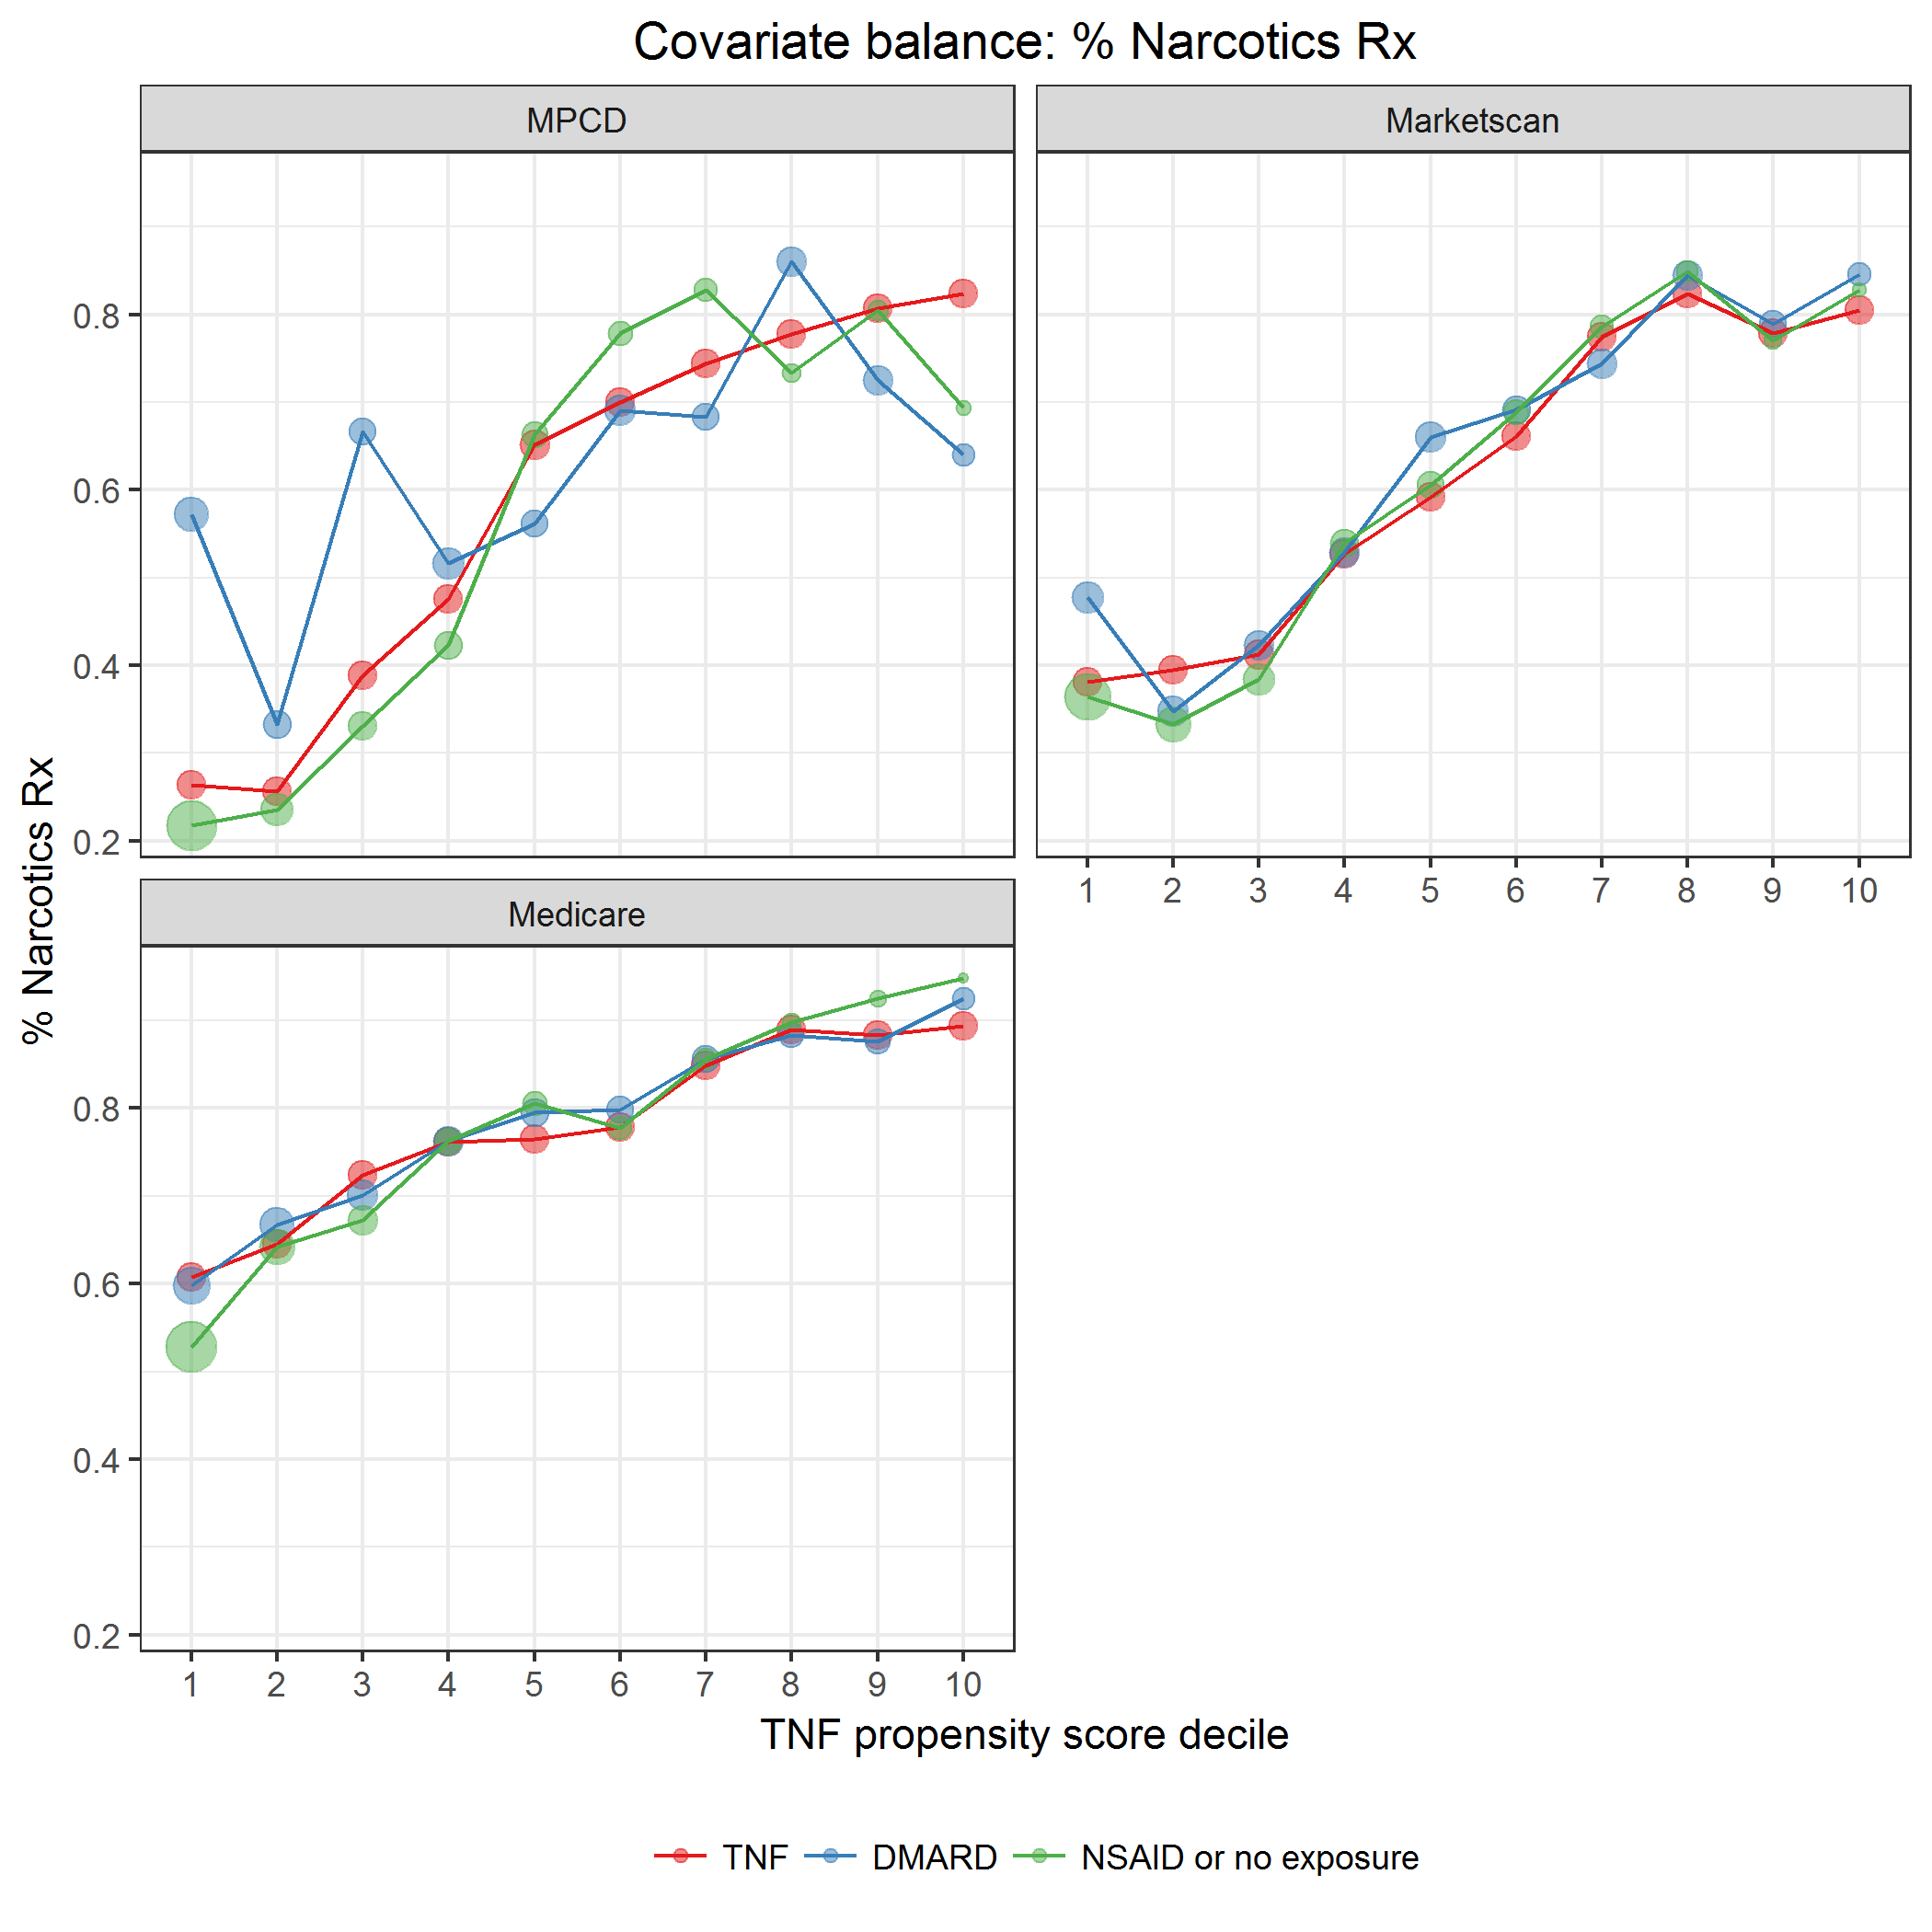 Covariate balance: % Narcotics Rx
MPCD
Marketscan
% Narcotics Rx
0.8
0.6
0.4
0.2
1 2 3 4 5 6 7 8 9 10
Medicare
0.8
0.6
0.4
0.2
1 2 3 4 5 6 7 8 9 10
TNF propensity score decile
TNF DMARD NSAID or no exposure